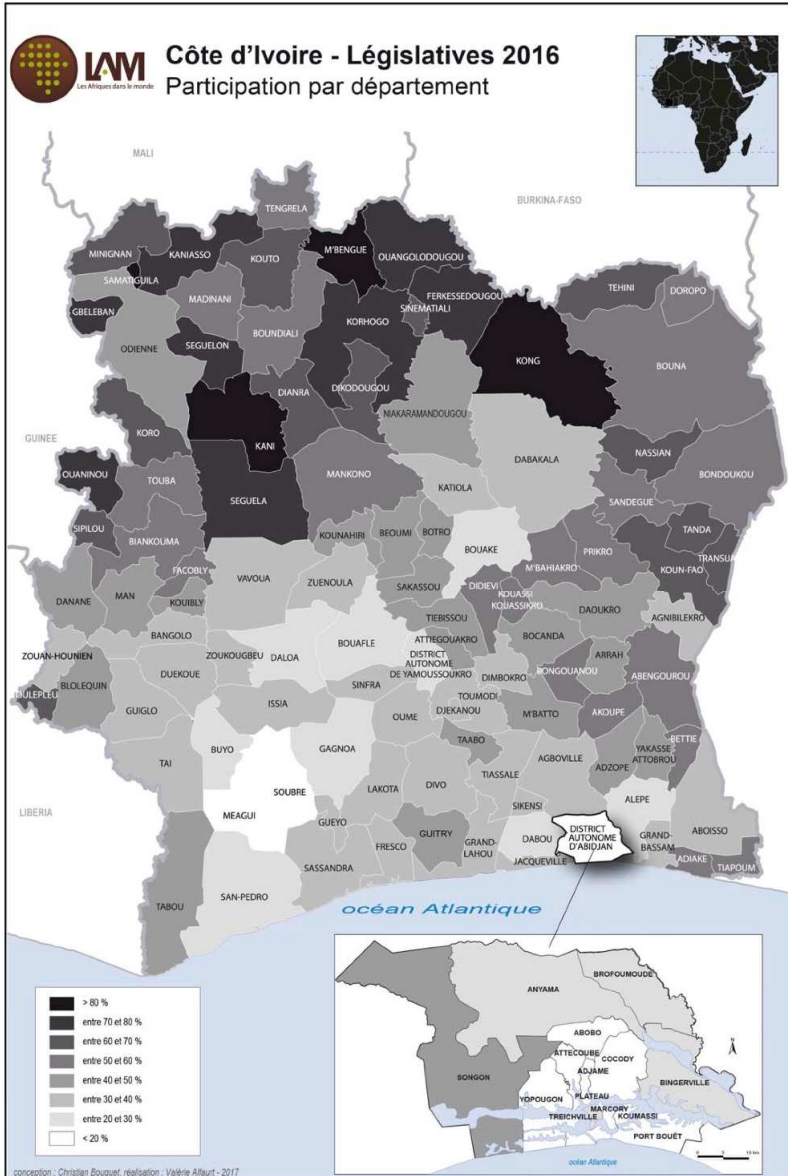 LAM
Les Afriques dans le monde
Côte d'Ivoire - Législatives 2016
Participation par département
MALI
BURKINA-FASO
TENGRELA
M'BENGUE
MINIGNAN
KANIASSO
KOUTO
OUANGOLODOUGOU
SAMATIGUILA
TEHINI
DOROPO
MADINANI
FERKESSEDOUGOU
GBELEBAN
SINEMATIALI
KORHOGO
BOUNDIALI
ODIENNE
SEGUELON
KONG
BOUNA
DIANRA
DIKODOUGOU
NIAKARAMANDOUGOU
KORO
GUINEE
KANI
NASSIAN
DABAKALA
OUANINOU
TOUBA
MANKONO
BONDOUKOU
KATIOLA
SEGUELA
SANDEGUE
SIPILOU
TANDA
KOUNAHIRI
BEOUMI
BOTRO
BIANKOUMA
BOUAKE
PRIKRO
TRANSUA
M'BAHIAKRO
KOUN-FAO
FACOBLY
VAVOUA
ZUENOULA
SAKASSOU
DIDIEVI
KOUASSI
KOUASSIKRO
DANANE
MAN
KOUIBLY
TIEBISSOU
DAOUKRO
AGNIBILEKRO
BANGOLO
BOUAFLE
ATTIEGOUAKRO
BOCANDA
ZOUAN-HOUNIEN
ZOUKOUGBEU
DALOA
DISTRICT
AUTONOME
DE YAMOUSSOUKRO
ARRAH
DUEKOUE
DIMBOKRO
BONGOUANOU
ABENGOUROU
BLOLEQUIN
SINFRA
TOULEPLEU
TOUMODI
GUIGLO
ISSIA
DJEKANOU
OUME
M'BATTO
AKOUPE
TAABO
BETTIE
BUYO
GAGNOA
YAKASSE
ATTOBROU
TAI
AGBOVILLE
ADZOPE
TIASSALE
SOUBRE
LAKOTA
DIVO
MEAGUI
ALEPE
SIKENSI
LIBERIA
GUEYO
DISTRICT
AUTONOME
D'ABIDJAN
ABOISSO
GUITRY
DABOU
GRAND-
BASSAM
FRESCO
GRAND-
LAHOU
JACQUEVILLE
ADIAKE
TIAPOUM
SASSANDRA
SAN-PEDRO
TABOU
océan Atlantique
> 80 %
entre 70 et 80 %
entre 60 et 70 %
entre 50 et 60 %
entre 40 et 50 %
entre 30 et 40 %
entre 20 et 30 %
< 20 %
BROFOUMOUDE
ANYAMA
ABOBO
N
ATTECOUBE
COCODY
ADJAME
SONGON
BINGERVILLE
YOPOUGON
PLATEAU
MARCORY
TREICHVILLE
KOUMASSI
PORT BOUËT
océan Atlantique
0 5 10 km
conception : Christian Bouquet, réalisation : Valérie Alfaurt - 2017